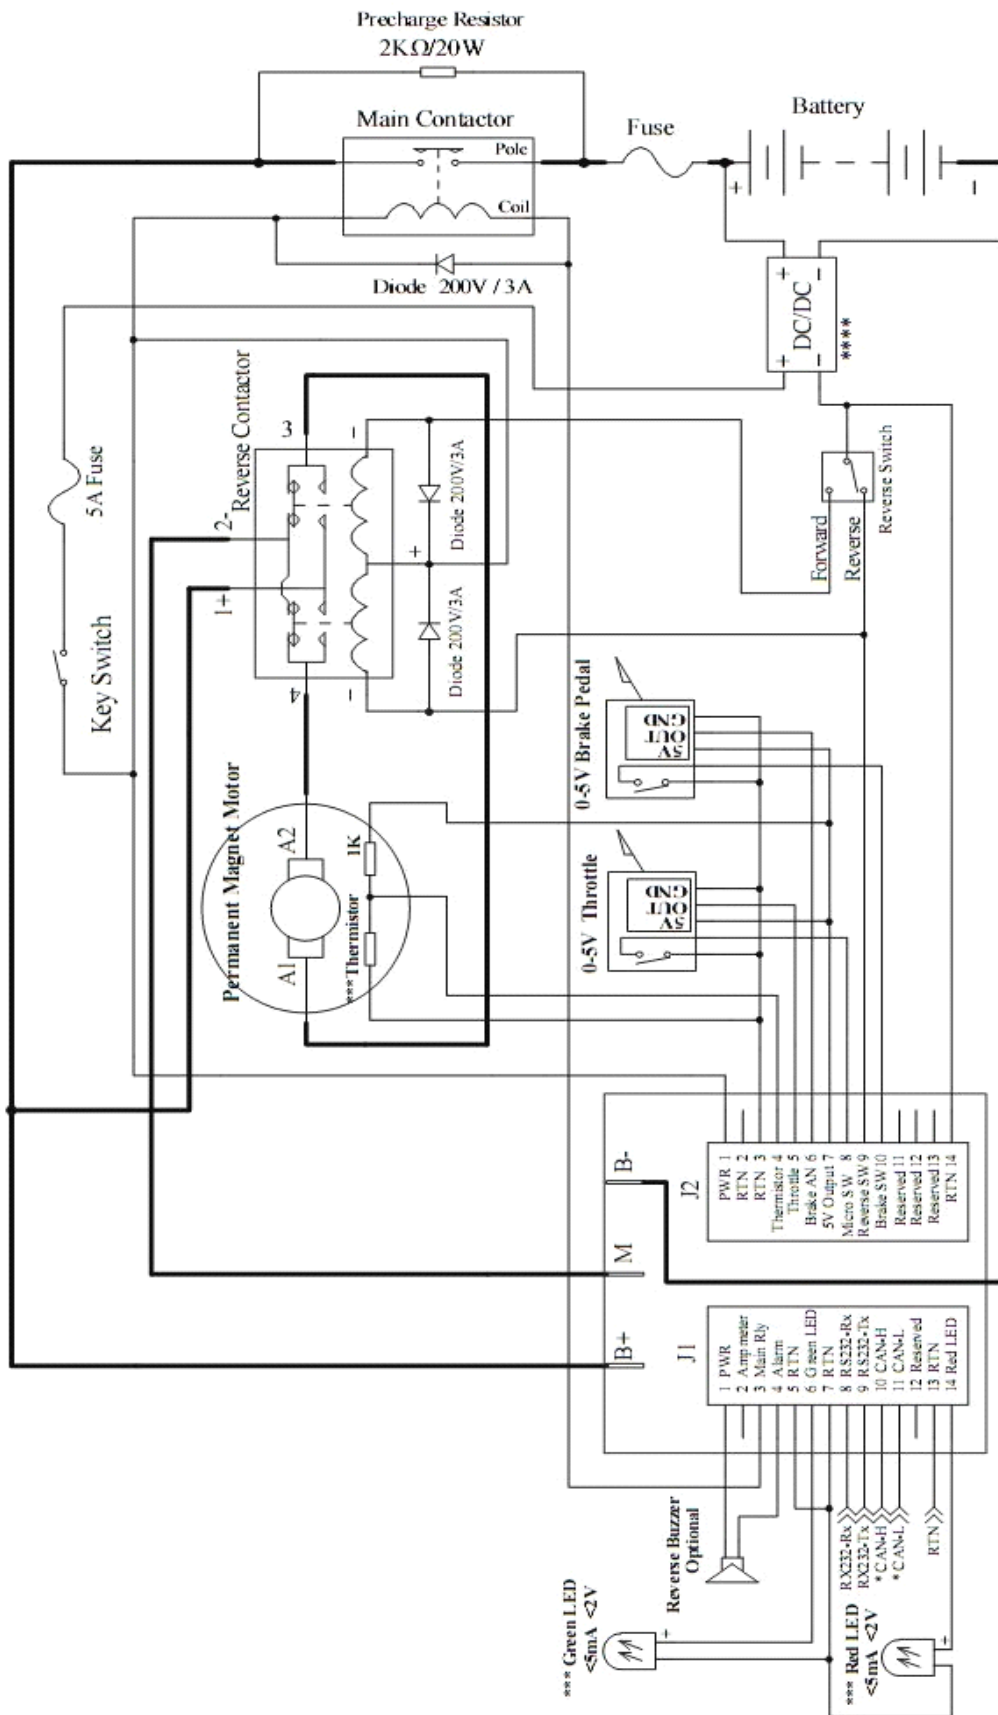 Precharge Resistor
2KΩ/20W
Main Contactor
Pole
Coil
Fuse
Battery
+
-
Diode 200V / 3A
+
-
DC/DC
+
-
****
Reverse Contactor
3
2-
1+
4
-
+
-
Diode 200V/3A
Diode 200V/3A
5A Fuse
Key Switch
Forward
Reverse
Reverse Switch
0-5V Brake Pedal
GND
OUT
5V
0-5V Throttle
GND
OUT
5V
Permanent Magnet Motor
A2
A1
1K
***Thermistor
B-
M
B+
J2
PWR 1
RTN 2
RTN 3
Thermistor 4
Throttle 5
Brake AN 6
5V Output 7
Micro SW 8
Reverse SW 9
Brake SW10
Reserved 11
Reserved 12
Reserved 13
RTN 14
J1
1 PWR
2 Amp meter
3 Main Rly
4 Alarm
5 RTN
6 Green LED
7 RTN
8 RS232-Rx
9 RS232-Tx
10 CAN-H
11 CAN-L
12 Reserved
13 RTN
14 Red LED
Reverse Buzzer
Optional
RX232-Rx
RX232-Tx
*CAN-H
*CAN-L
RTN
*** Green LED
<5mA <2V
+
*** Red LED
<5mA <2V
+